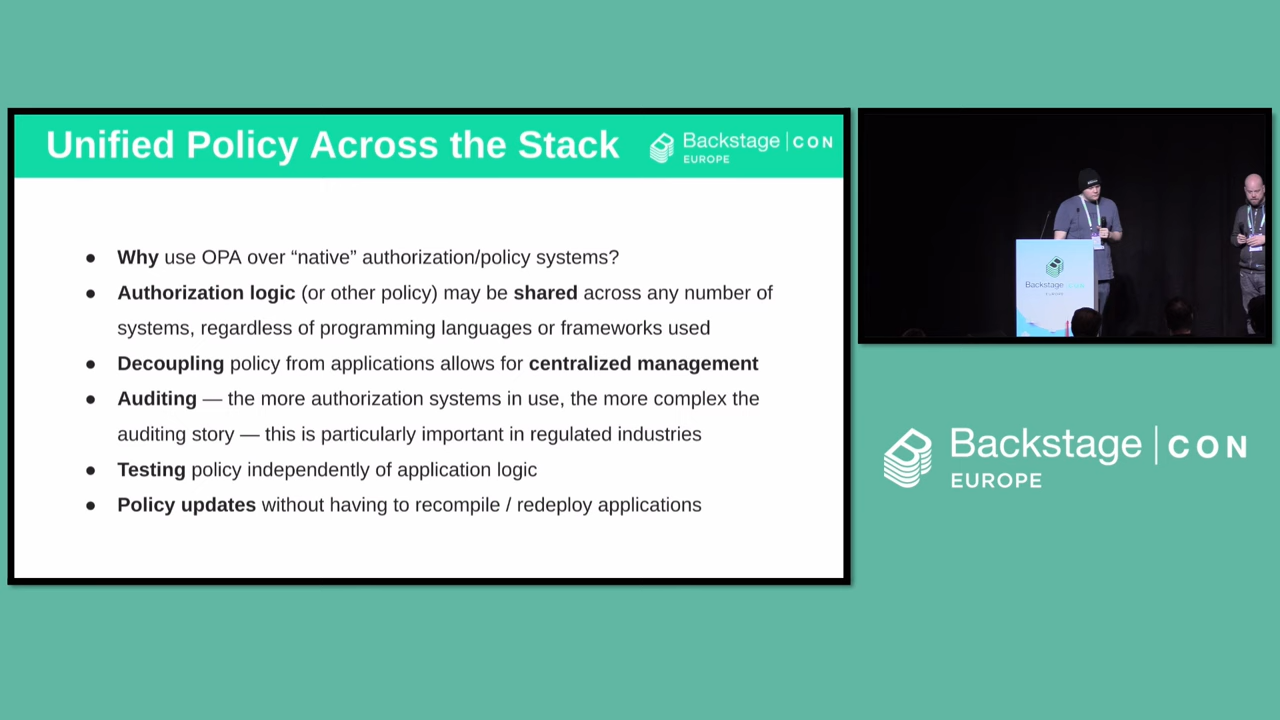 Unified Policy Across the Stack
Backstage | CON
EUROPE
● Why use OPA over “native” authorization/policy systems?
● Authorization logic (or other policy) may be shared across any number of
systems, regardless of programming languages or frameworks used
● Decoupling policy from applications allows for centralized management
● Auditing — the more authorization systems in use, the more complex the
auditing story — this is particularly important in regulated industries
● Testing policy independently of application logic
● Policy updates without having to recompile / redeploy applications
Backstage
EUROPE
Backstage | CON
EUROPE